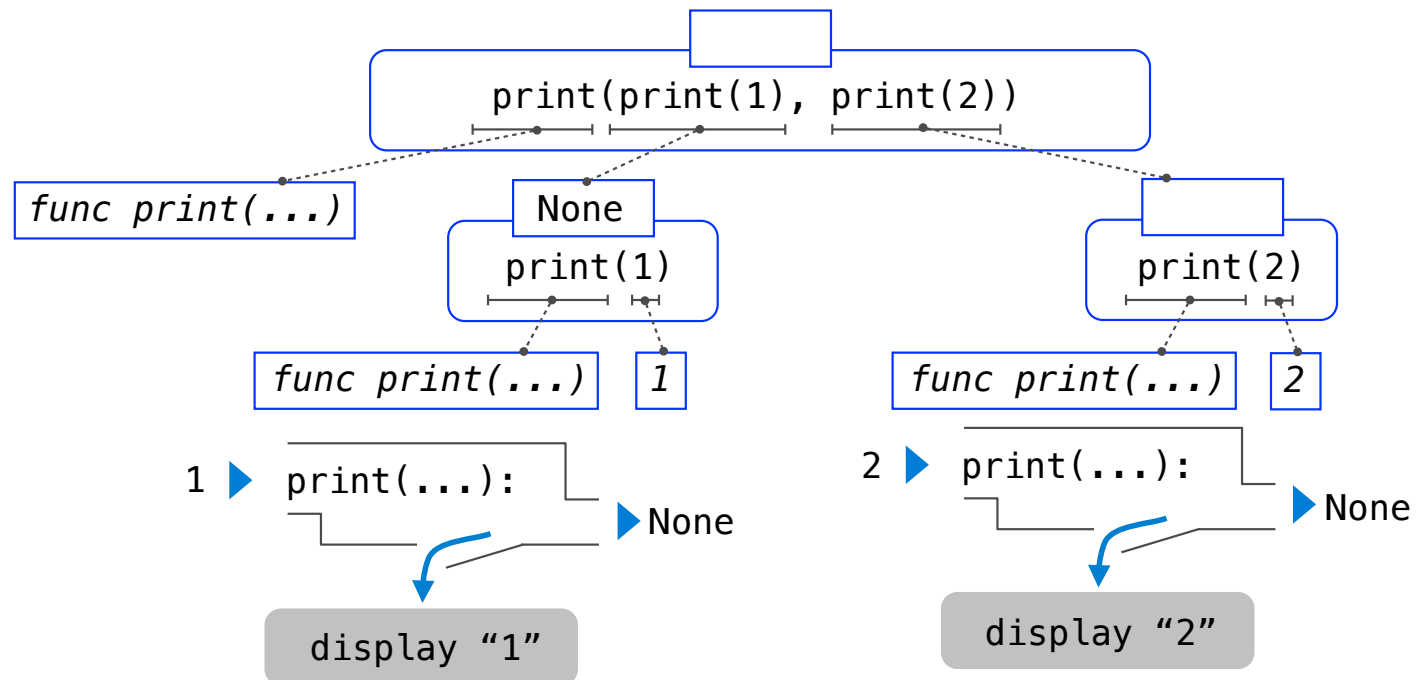 print(print(1), print(2))
func print(...)
None
print(1)
print(2)
func print(...)
1
func print(...)
2
1
print(...):
None
2
print(...):
None
display “1”
display “2”